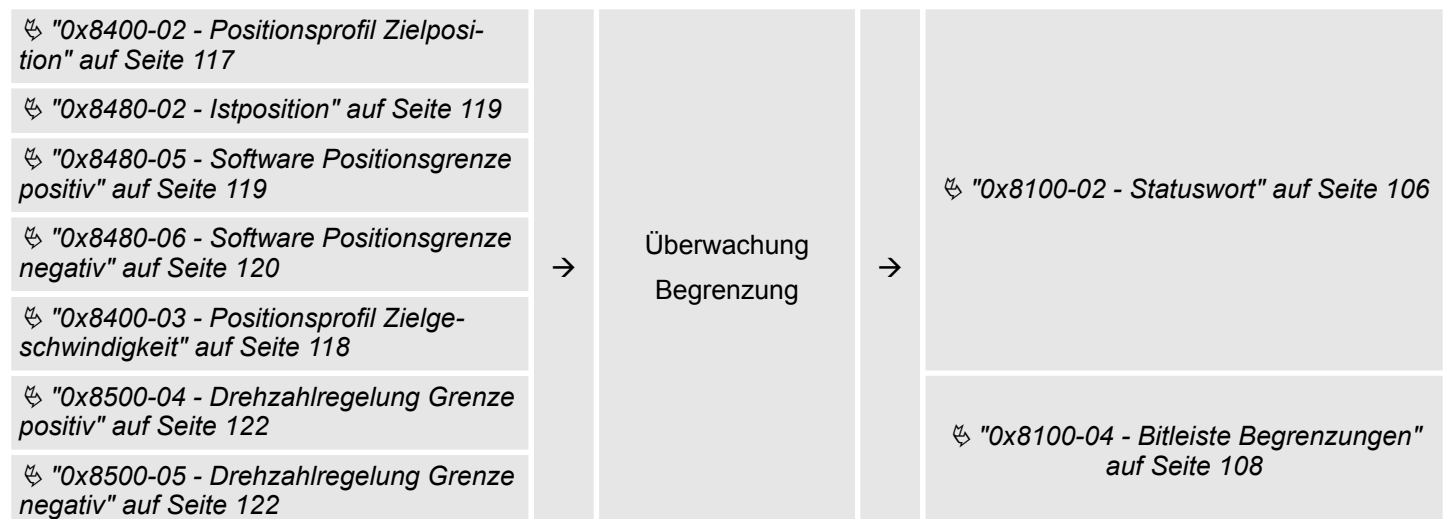 ↳ "0x8400-02 - Positionsprofil Zielposi-
tion" auf Seite 117
↳ "0x8480-02 - Istposition" auf Seite 119
↳ "0x8480-05 - Software Positionsgrenze
positiv" auf Seite 119
↳ "0x8480-06 - Software Positionsgrenze
negativ" auf Seite 120
↳ "0x8400-03 - Positionsprofil Zielge-
schwindigkeit" auf Seite 118
↳ "0x8500-04 - Drehzahlregelung Grenze
positiv" auf Seite 122
↳ "0x8500-05 - Drehzahlregelung Grenze
negativ" auf Seite 122
→
Überwachung
Begrenzung
→
↳ "0x8100-02 - Statuswort" auf Seite 106
↳ "0x8100-04 - Bitleiste Begrenzungen"
auf Seite 108